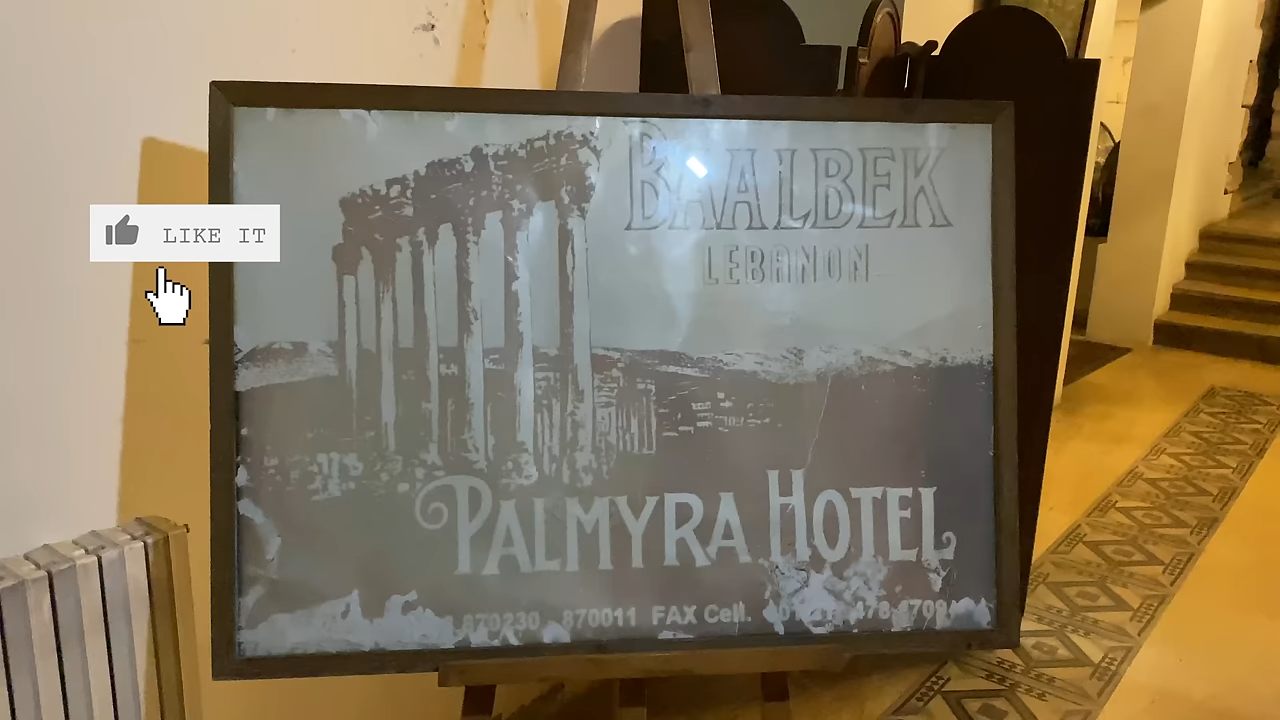 BAALBEK
LEBANON
LIKE IT
PALMYRA HOTEL
870230 870011 FAX Cell.